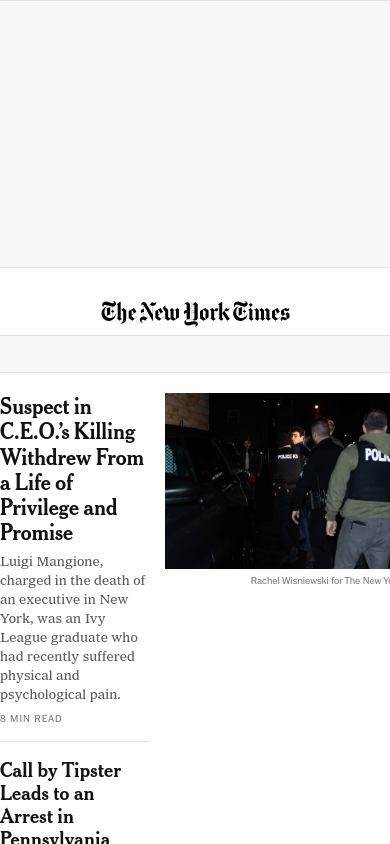 The New York Times
Suspect in
C.E.O.’s Killing
Withdrew From
a Life of
Privilege and
Promise
Luigi Mangione,
charged in the death of
an executive in New
York, was an Ivy
League graduate who
had recently suffered
physical and
psychological pain.
8 MIN READ
POLICE
Rachel Wisniewski for The New Yo
Call by Tipster
Leads to an
Arrest in
Pennsylvania